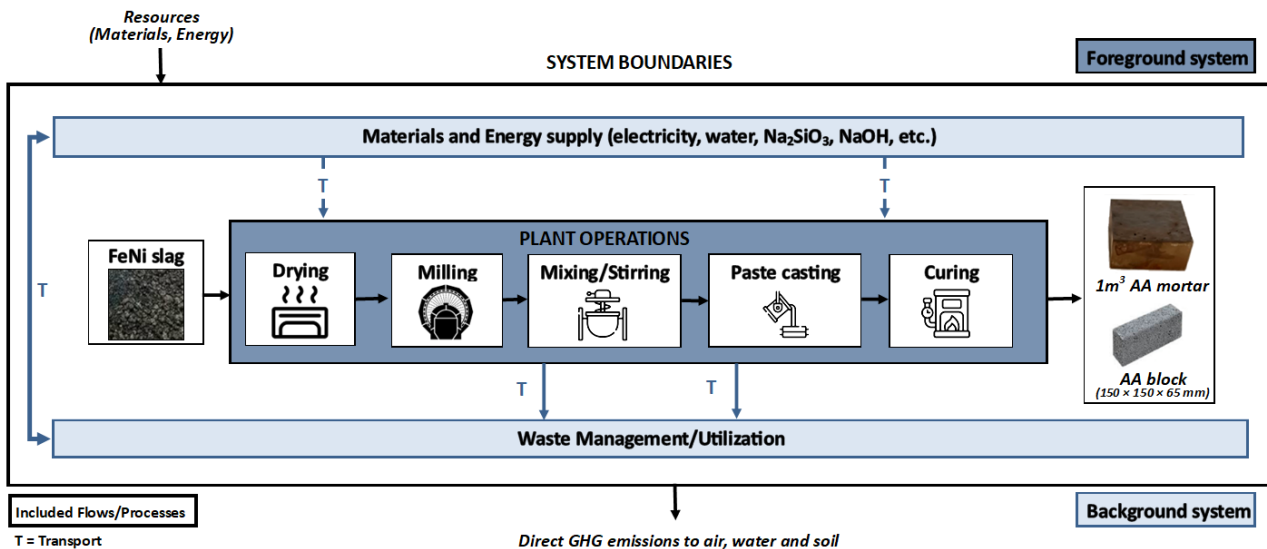 Resources
(Materials, Energy)
SYSTEM BOUNDARIES
Foreground system
Materials and Energy supply (electricity, water, Na₂SiO₃, NaOH, etc.)
T
T
T
PLANT OPERATIONS
FeNi slag
Drying
Milling
Mixing/Stirring
Paste casting
Curing
1m³ AA mortar
AA block
(150 × 150 × 65 mm)
T
T
Waste Management/Utilization
Included Flows/Processes
T = Transport
Direct GHG emissions to air, water and soil
Background system